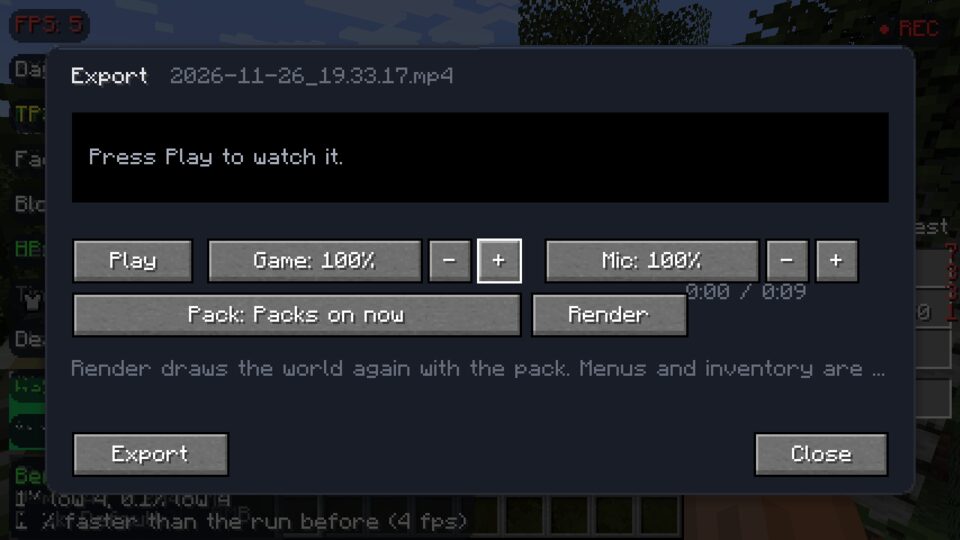 FPS: 5
REC
Export 2026-11-26_19.33.17.mp4
Press Play to watch it.
Play Game: 100% - + Mic: 100% - +
0:00 / 0:09
Pack: Packs on now Render
Render draws the world again with the pack. Menus and inventory are ...
Export Close
faster than the run before (4 fps)